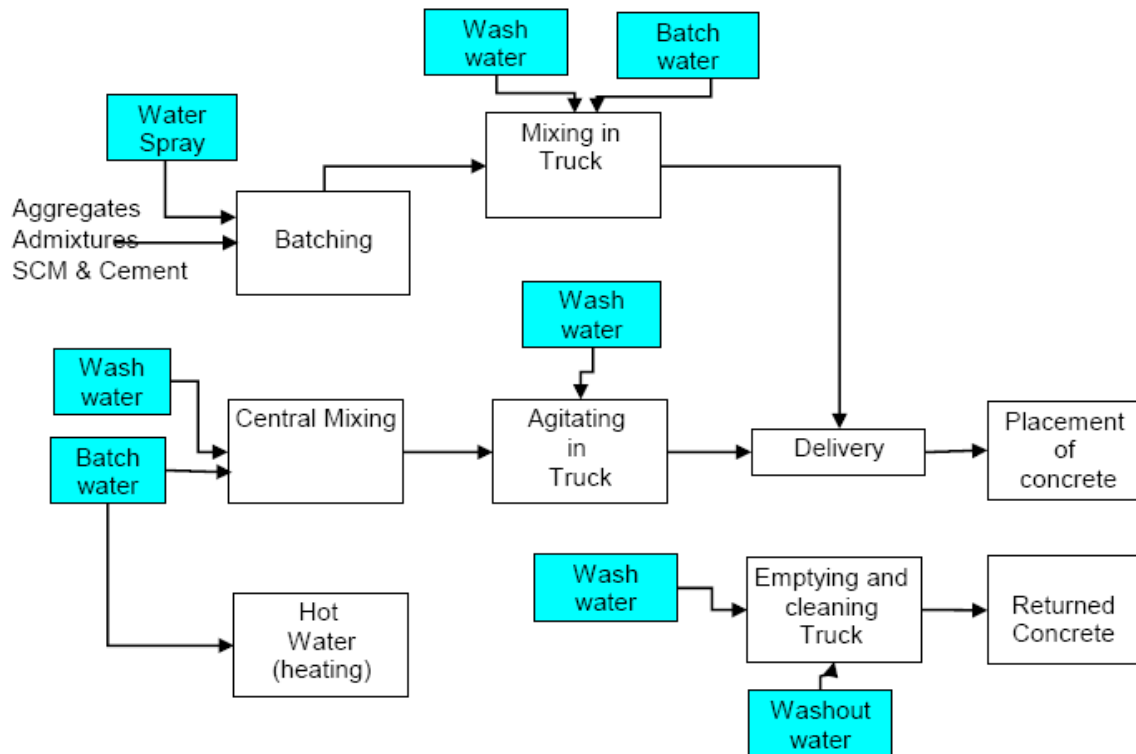 Wash
water
Batch
water
Water
Spray
Mixing in
Truck
Aggregates
Admixtures
SCM & Cement
Batching
Wash
water
Wash
water
Central Mixing
Agitating
in
Truck
Delivery
Placement
of
concrete
Batch
water
Wash
water
Emptying and
cleaning
Truck
Returned
Concrete
Hot
Water
(heating)
Washout
water